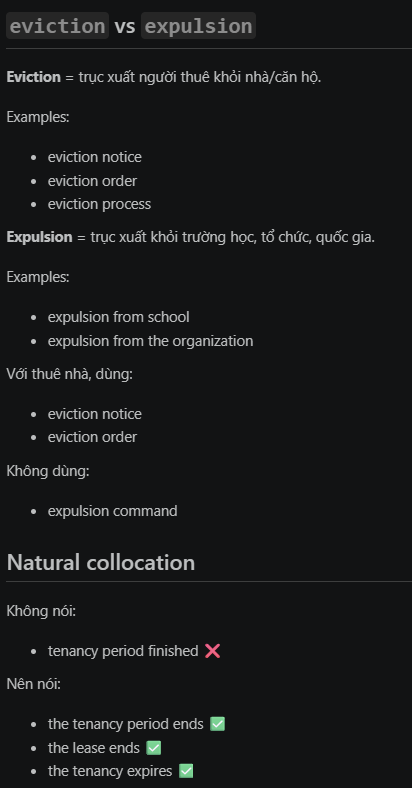 eviction vs expulsion
Eviction = trục xuất người thuê khỏi nhà/căn hộ.
Examples:
• eviction notice
• eviction order
• eviction process
Expulsion = trục xuất khỏi trường học, tổ chức, quốc gia.
Examples:
• expulsion from school
• expulsion from the organization
Với thuê nhà, dùng:
• eviction notice
• eviction order
Không dùng:
• expulsion command
Natural collocation
Không nói:
• tenancy period finished ❌
Nên nói:
• the tenancy period ends ✅
• the lease ends ✅
• the tenancy expires ✅